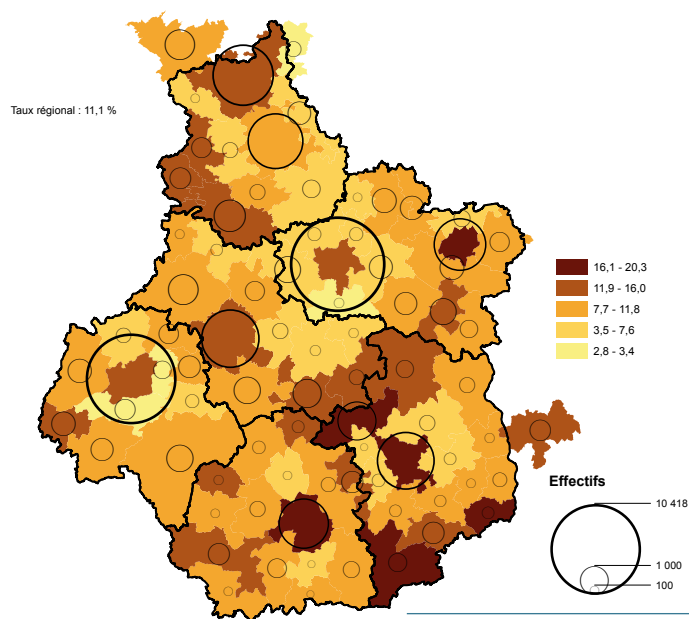 Taux régional : 11,1 %
16,1 - 20,3
11,9 - 16,0
7,7 - 11,8
3,5 - 7,6
2,8 - 3,4
Effectifs
10 418
1 000
100